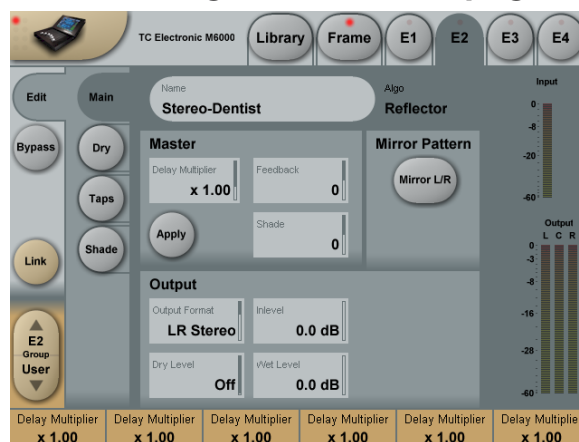 TC Electronic M6000
Library
Frame
E1
E2
E3
E4
Edit
Main
Name
Stereo-Dentist
Algo
Reflector
Input
0
-8
-20
-60
Bypass
Dry
Master
Mirror Pattern
Delay Multiplier
x 1.00
Feedback
0
Mirror L/R
Taps
Apply
Shade
0
Output
L C R
0
-3
-8
-16
-28
-60
Link
Shade
Output
Output Format
LR Stereo
Inlevel
0.0 dB
Dry Level
Off
Wet Level
0.0 dB
E2
Group
User
Delay Multiplier Delay Multiplier Delay Multiplier Delay Multiplier Delay Multiplier Delay Multiplie
x 1.00 x 1.00 x 1.00 x 1.00 x 1.00 x 1.00